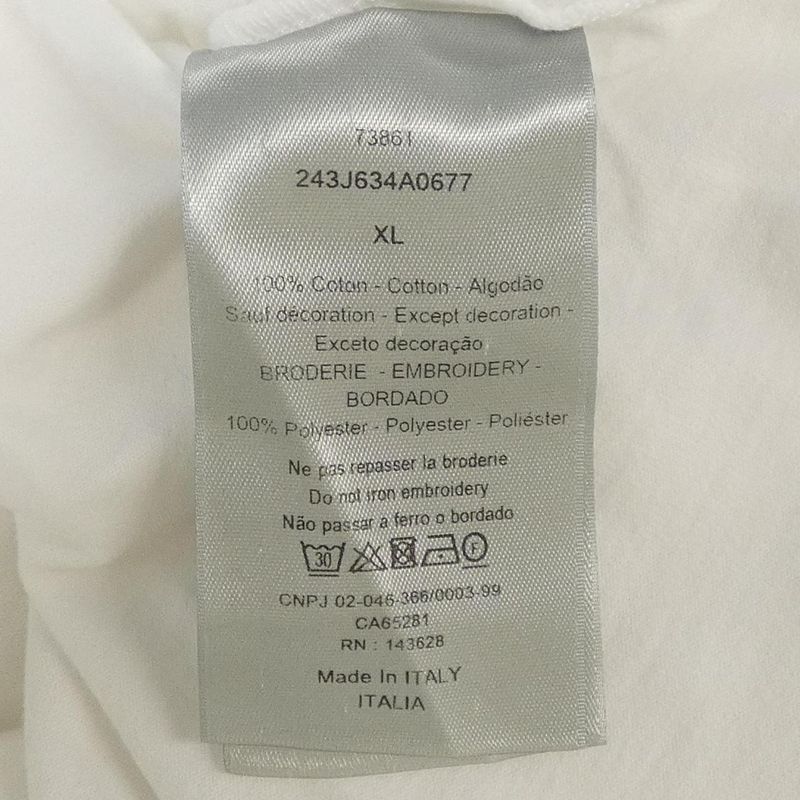 73861
243J634A0677
XL
100% Coton - Cotton - Algodão
Sauf décoration - Except decoration -
Exceto decoração
BRODERIE - EMBROIDERY -
BORDADO
100% Polyester - Polyester - Poliéster
Ne pas repasser la broderie
Do not iron embroidery
Não passar a ferro o bordado
30 F
CNPJ 02-046-366/0003-99
CA65281
RN : 143628
Made In ITALY
ITALIA